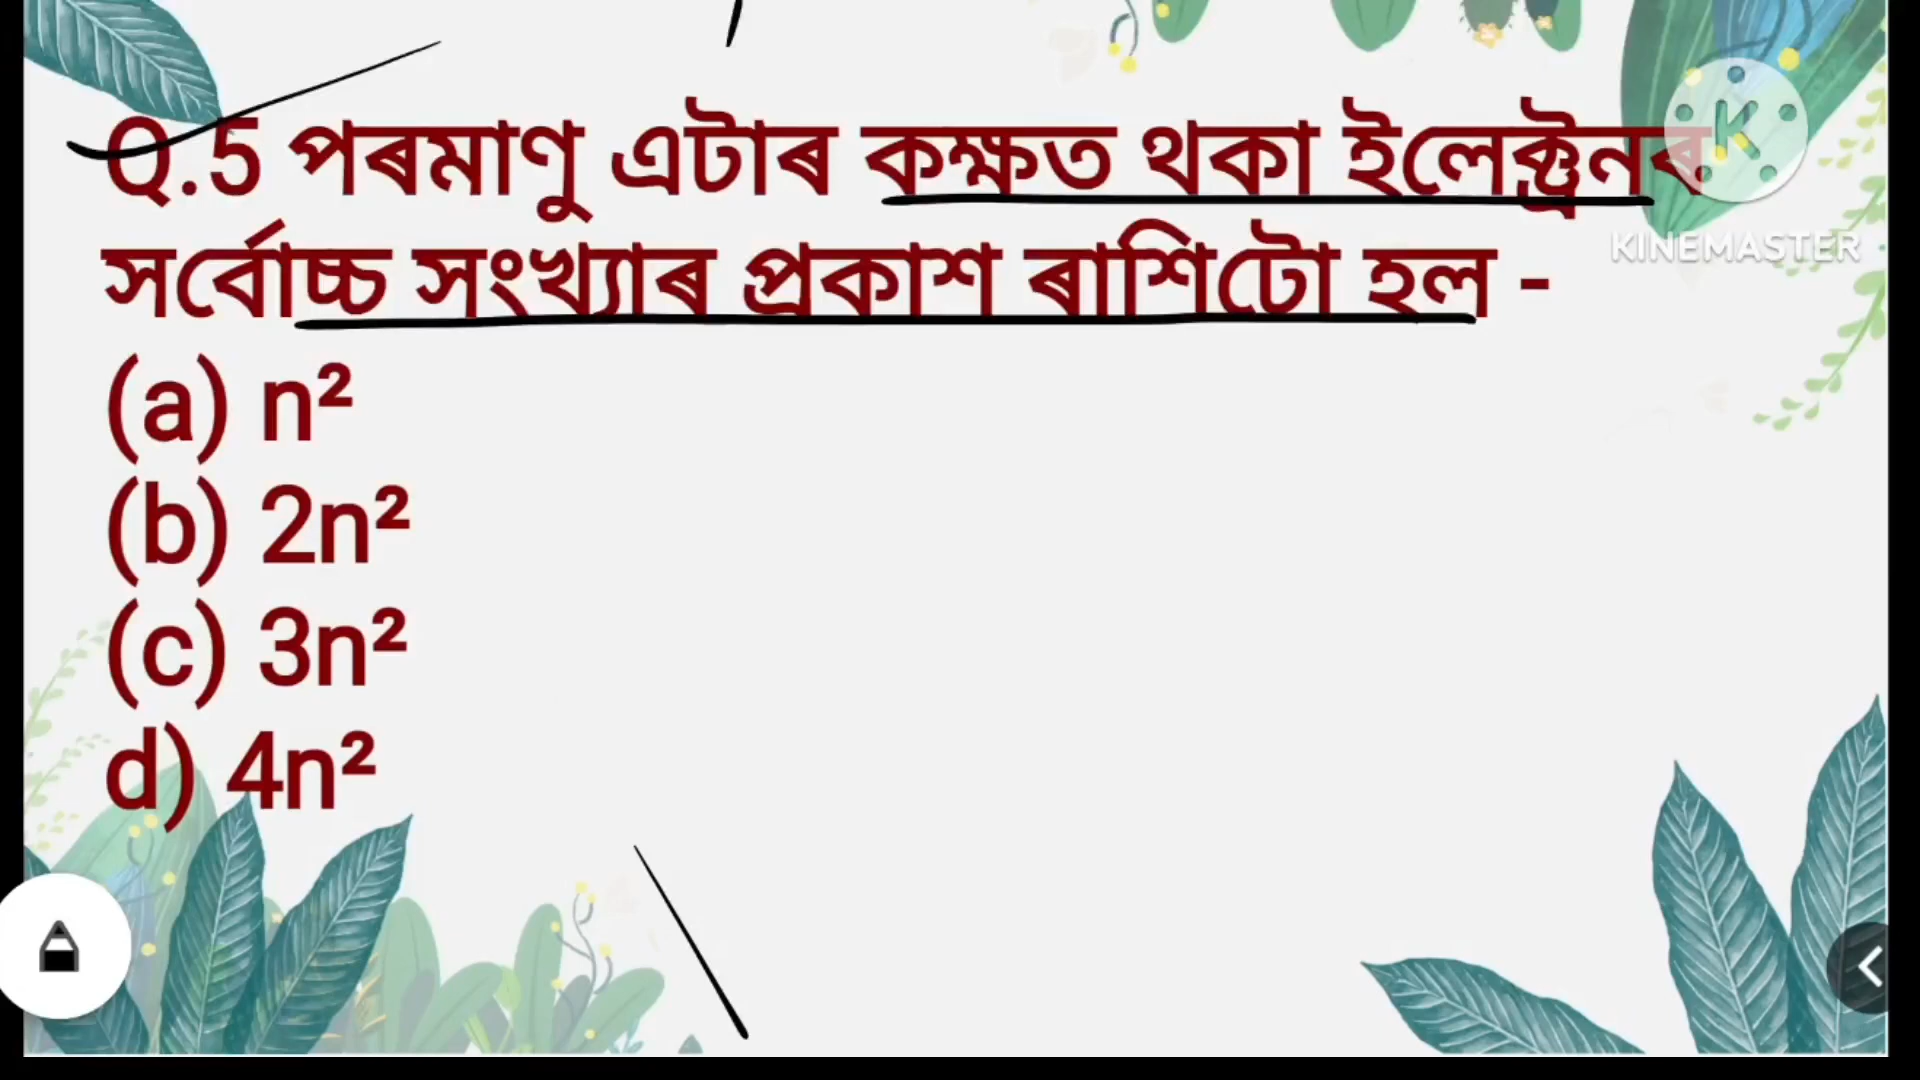 Q.5 পৰমাণু এটাৰ কক্ষত থকা ইলেক্ট্ৰনৰ
সৰ্বোচ্চ সংখ্যাৰ প্ৰকাশ ৰাশিটো হল -
(a) n²
(b) 2n²
(c) 3n²
d) 4n²
K
KINEMASTER